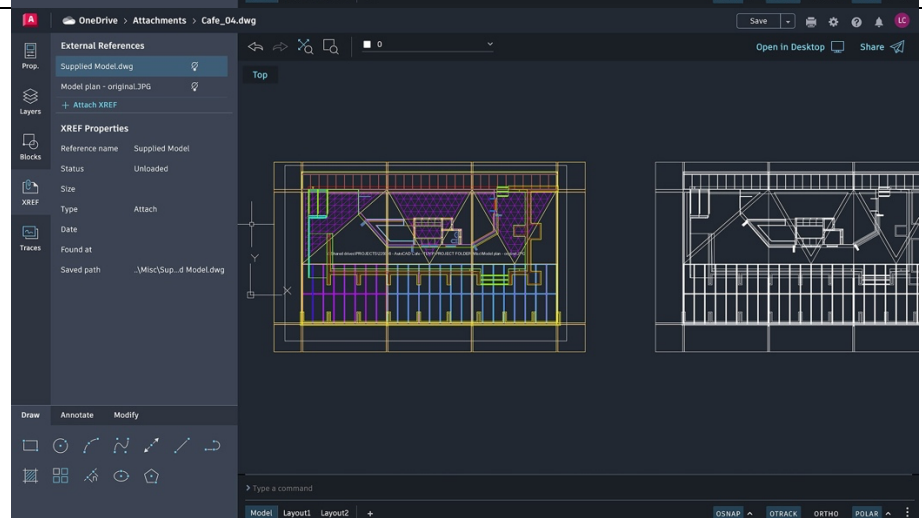 A OneDrive > Attachments > Cafe_04.dwg Save LC
Prop.
Layers
Blocks
XREF
Traces
External References
Supplied Model.dwg
Model plan - original.JPG
+ Attach XREF
XREF Properties
Reference name Supplied Model
Status Unloaded
Size
Type Attach
Date
Found at
Saved path ..\Misc\Sup...d Model.dwg
0
Open in Desktop Share
Top
Y
X
Draw Annotate Modify
> Type a command
Model Layout1 Layout2 +
OSNAP OTRACK ORTHO POLAR